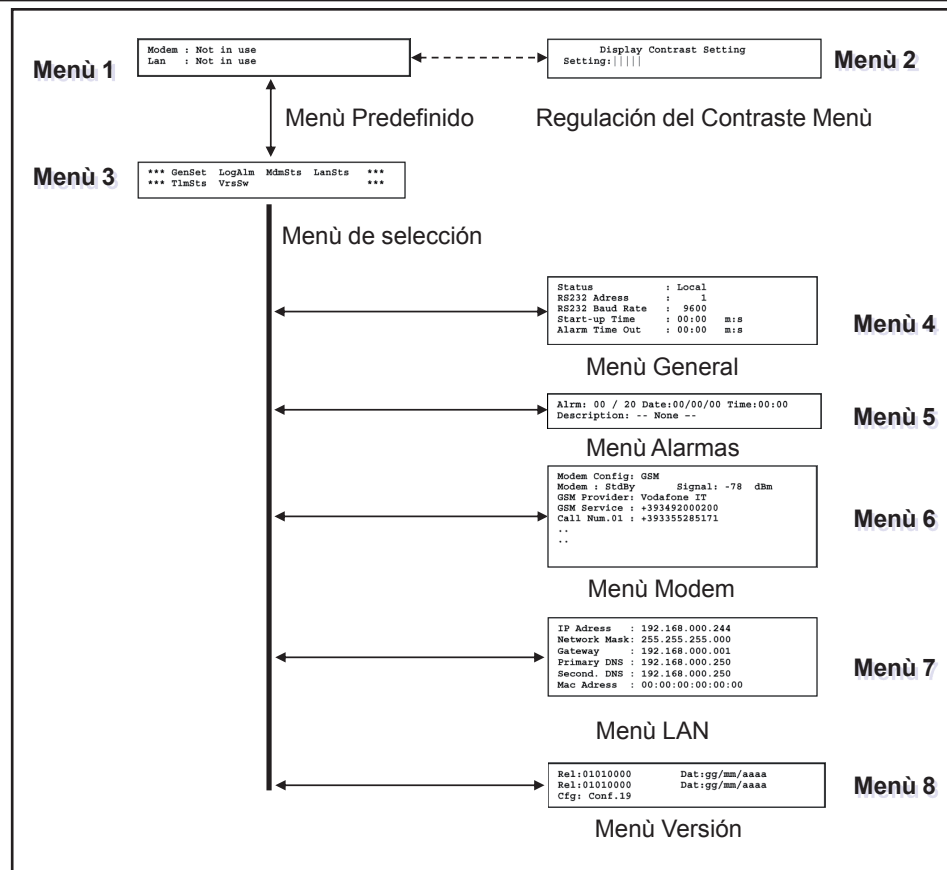 Menù 1
Modem : Not in use
Lan   : Not in use
Display Contrast Setting
Setting:|||||
Menù 2
Menù Predefinido
Regulación del Contraste Menù
Menù 3
*** GenSet  LogAlm  MdmSts  LanSts  ***
*** TlmSts  VrsSw                   ***
Menù de selección
Status            : Local
RS232 Adress      :     1
RS232 Baud Rate   :  9600
Start-up Time     : 00:00   m:s
Alarm Time Out    : 00:00   m:s
Menù 4
Menù General
Alrm: 00 / 20 Date:00/00/00 Time:00:00
Description: -- None --
Menù 5
Menù Alarmas
Modem Config: GSM
Modem : StdBy       Signal: -78  dBm
GSM Provider: Vodafone IT
GSM Service : +393492000200
Call Num.01 : +393355285171
..
..
Menù 6
Menù Modem
IP Adress   : 192.168.000.244
Network Mask: 255.255.255.000
Gateway     : 192.168.000.001
Primary DNS : 192.168.000.250
Second. DNS : 192.168.000.250
Mac Adress  : 00:00:00:00:00:00
Menù 7
Menù LAN
Rel:01010000        Dat:gg/mm/aaaa
Rel:01010000        Dat:gg/mm/aaaa
Cfg: Conf.19
Menù 8
Menù Versión